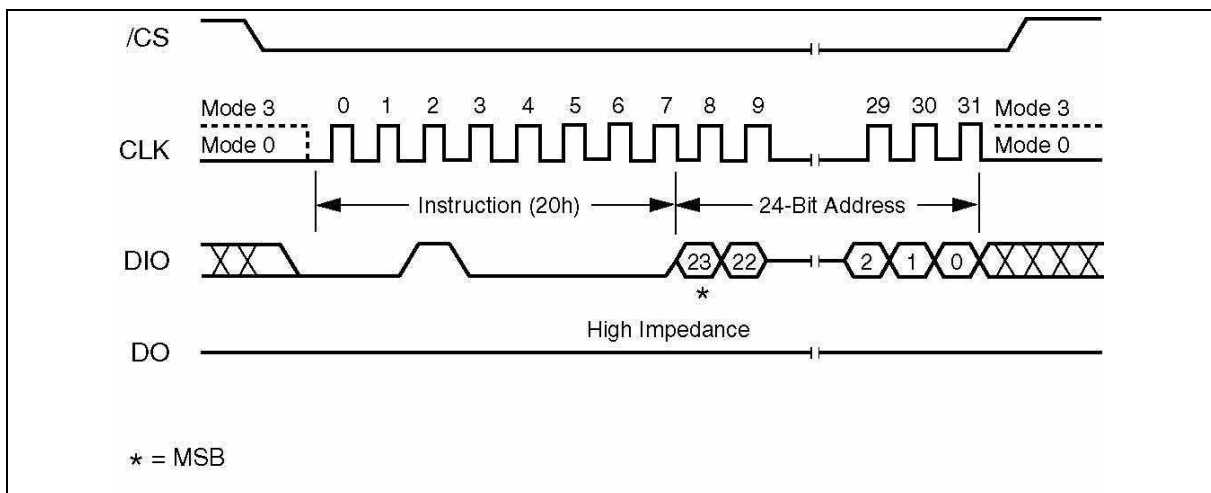 /CS
Mode 3 0 1 2 3 4 5 6 7 8 9 29 30 31 Mode 3
CLK Mode 0 Mode 0
Instruction (20h) 24-Bit Address
DIO 23 22 2 1 0
*
High Impedance
DO
* = MSB